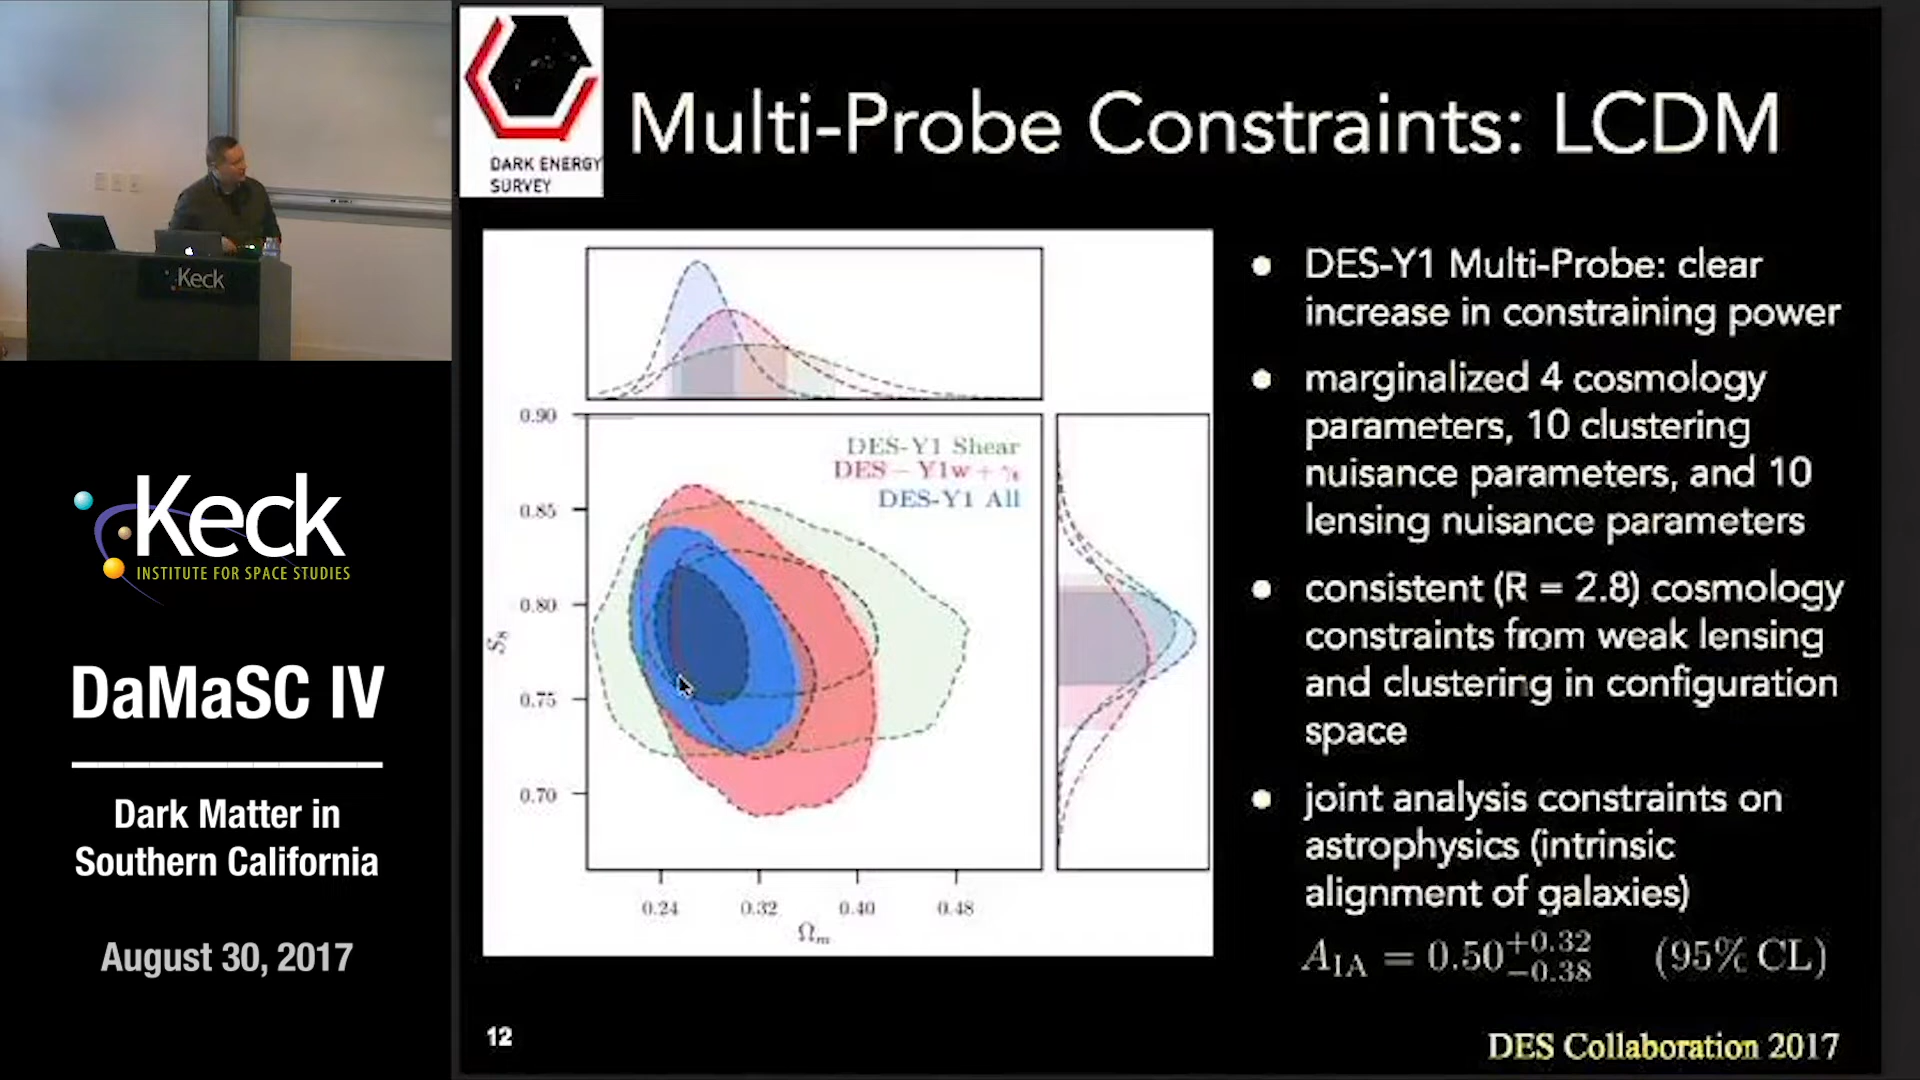 Keck
Keck
INSTITUTE FOR SPACE STUDIES
DaMaSC IV
Dark Matter in
Southern California
August 30, 2017
DARK ENERGY
SURVEY
Multi-Probe Constraints: LCDM
0.90
0.85
0.80
0.75
0.70
S₈
0.24 0.32 0.40 0.48
Ωₘ
DES-Y1 Shear
DES – Y1w + γₜ
DES-Y1 All
● DES-Y1 Multi-Probe: clear
increase in constraining power
● marginalized 4 cosmology
parameters, 10 clustering
nuisance parameters, and 10
lensing nuisance parameters
● consistent (R = 2.8) cosmology
constraints from weak lensing
and clustering in configuration
space
● joint analysis constraints on
astrophysics (intrinsic
alignment of galaxies)
A_IA = 0.50 +0.32 −0.38 (95% CL)
12
DES Collaboration 2017